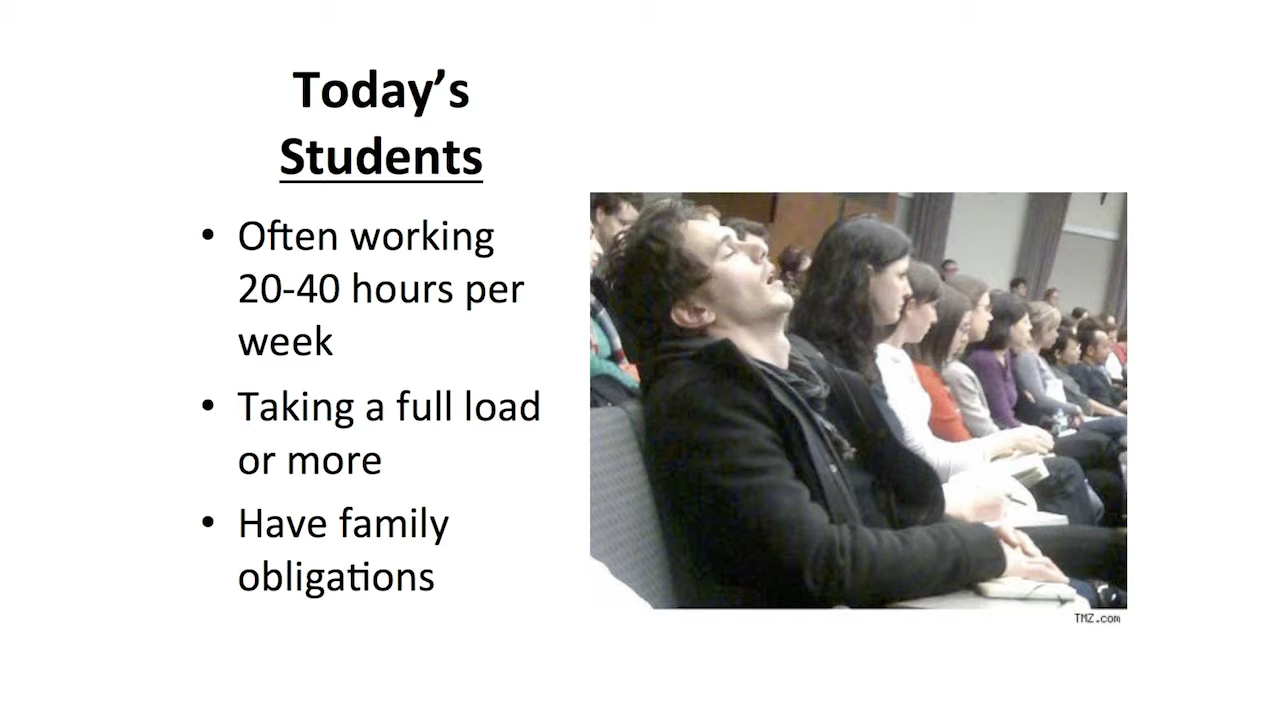 Today’s
Students
• Often working
20-40 hours per
week
• Taking a full load
or more
• Have family
obligations
TMZ.com